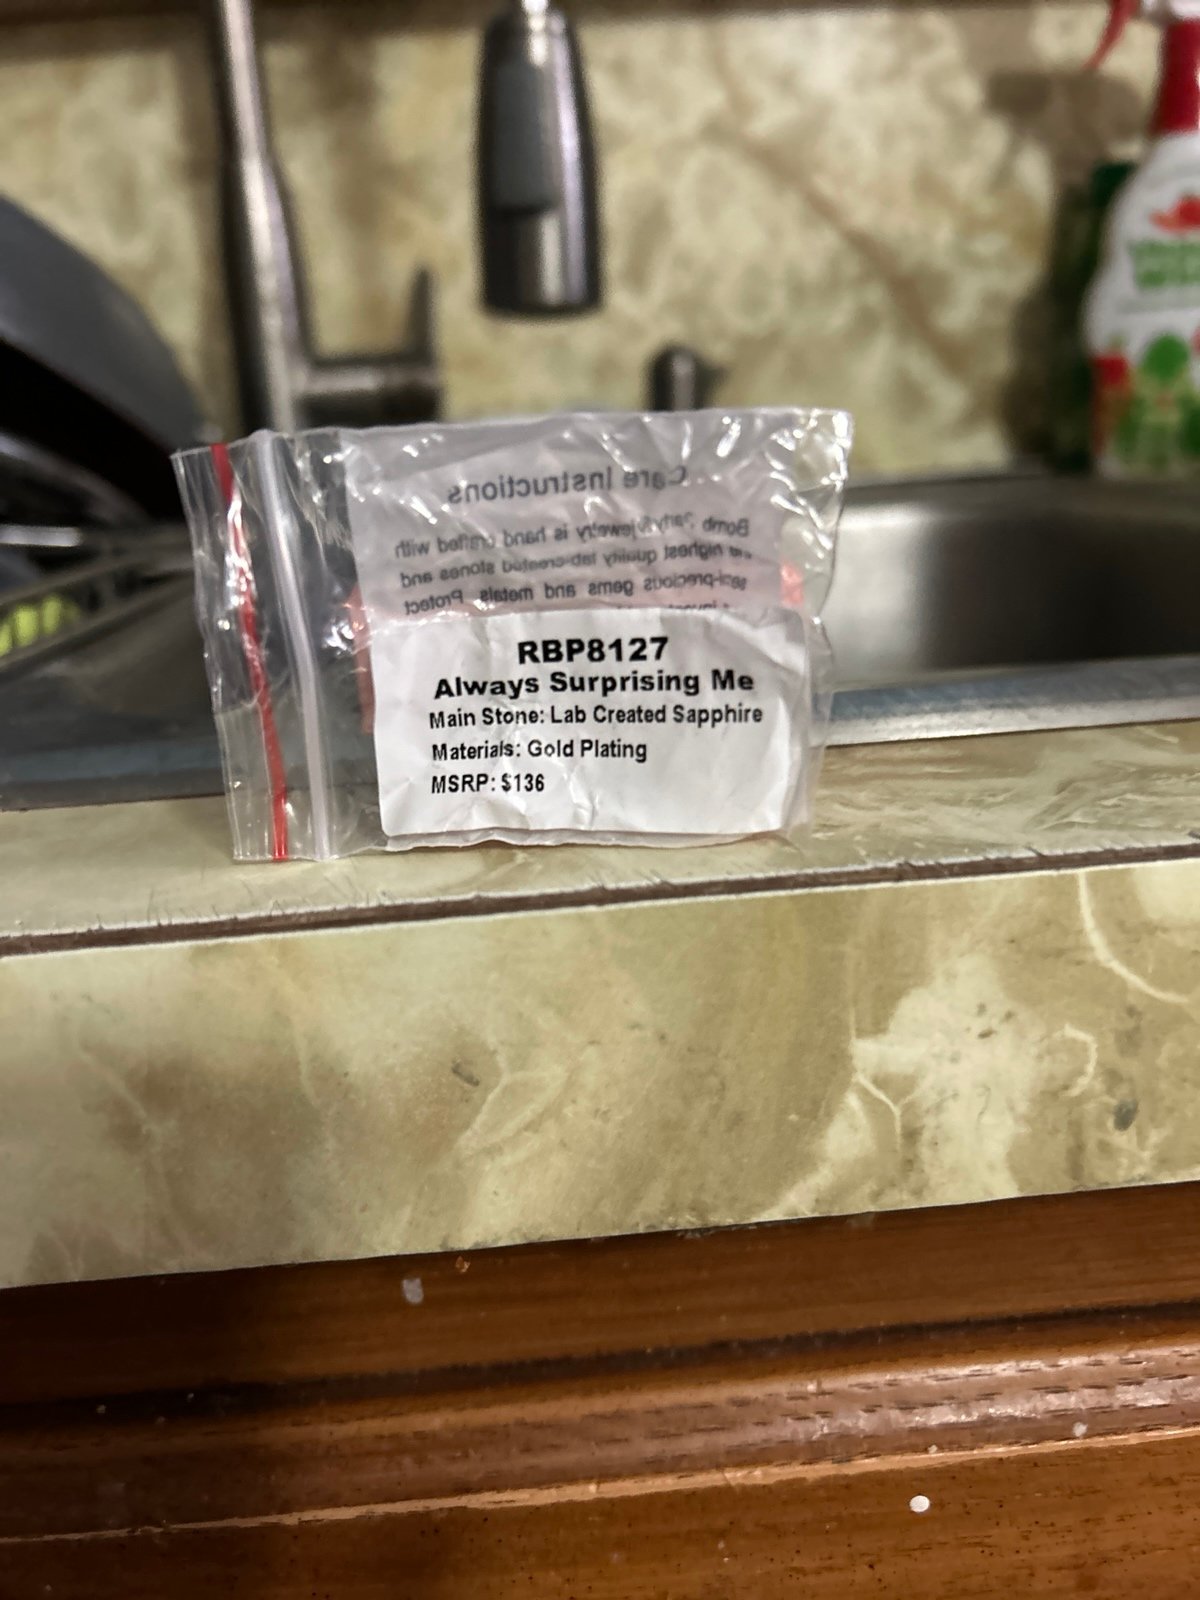 Care Instructions
Bomb Party jewelry is hand crafted with
highest quality lab-created stones and
semi-precious gems and metals. Protect
RBP8127
Always Surprising Me
Main Stone: Lab Created Sapphire
Materials: Gold Plating
MSRP: $136